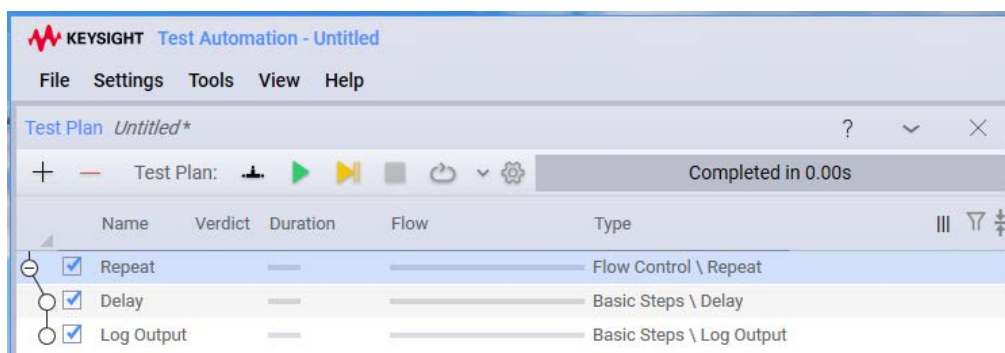 KEYSIGHT Test Automation - Untitled
File Settings Tools View Help
Test Plan Untitled* ?
Test Plan: Completed in 0.00s
Name Verdict Duration Flow Type
Repeat Flow Control \ Repeat
Delay Basic Steps \ Delay
Log Output Basic Steps \ Log Output